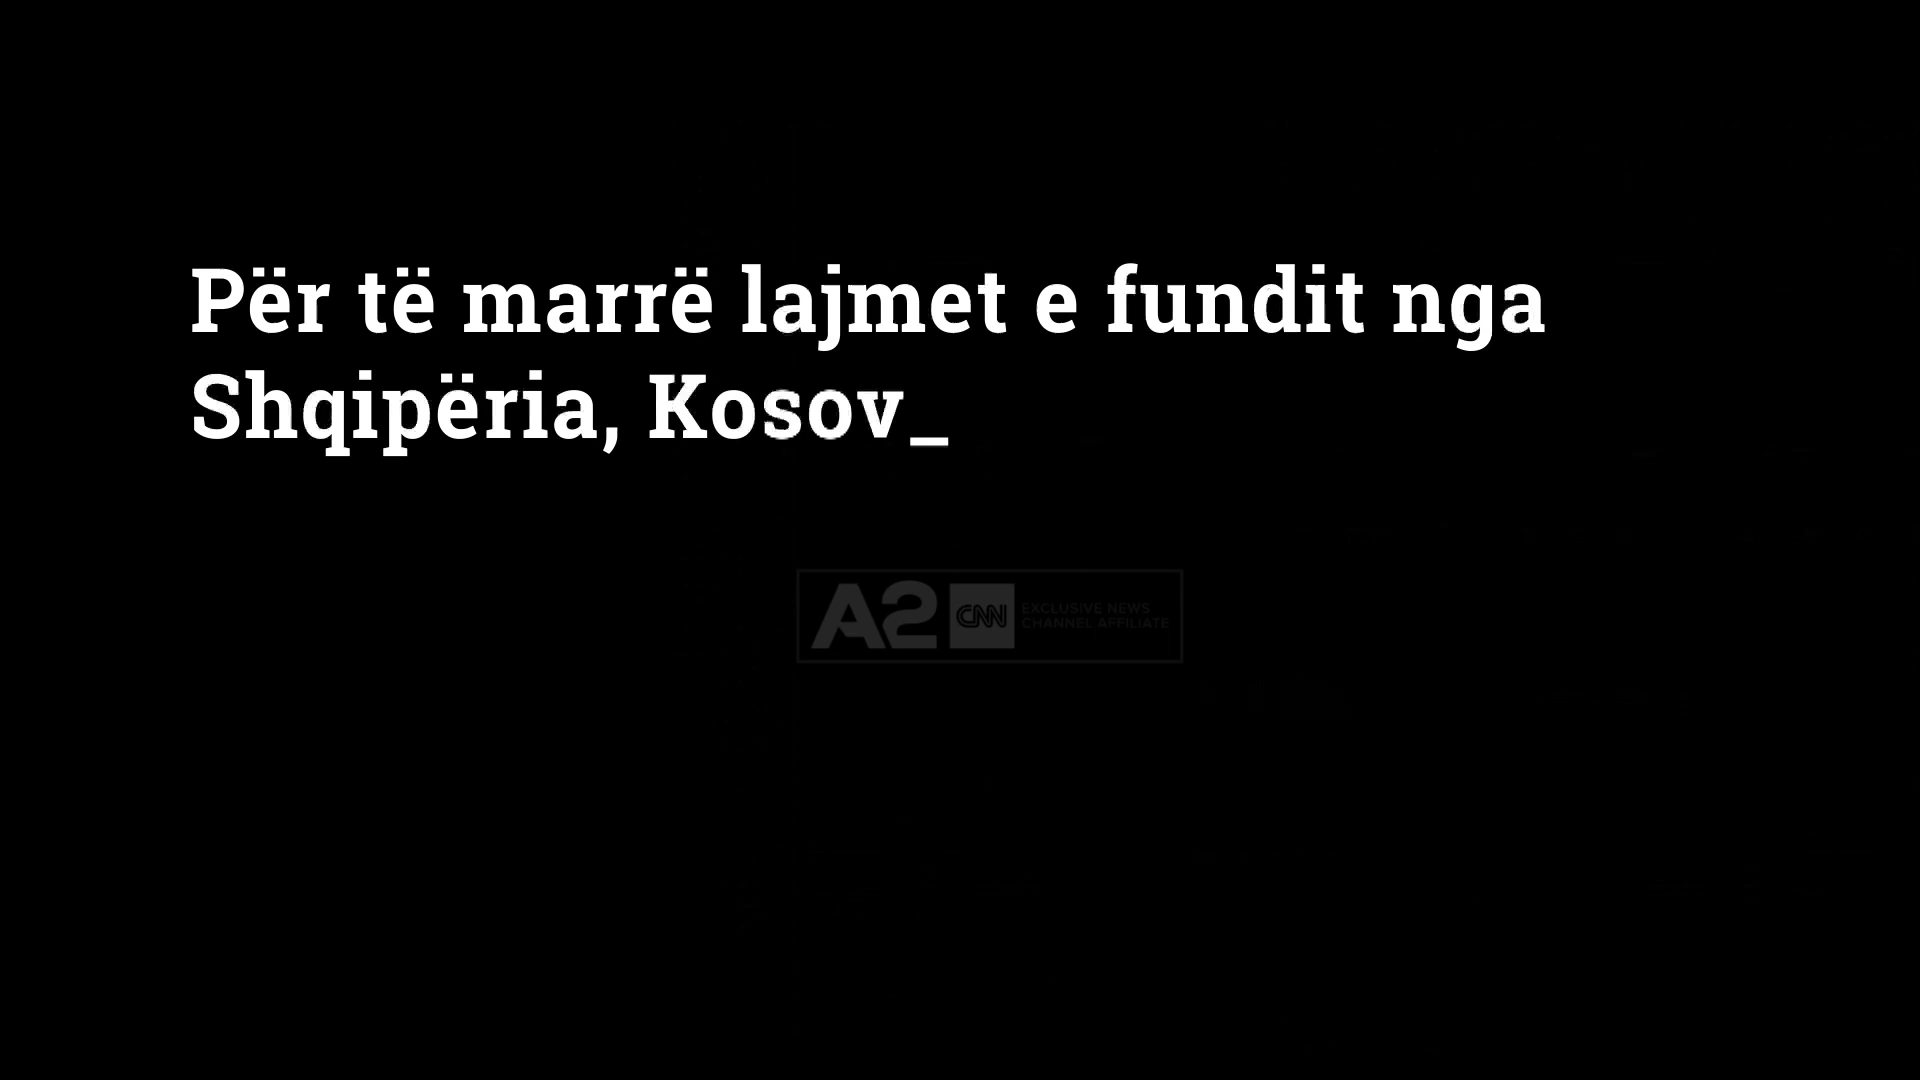 Për të marrë lajmet e fundit nga
Shqipëria, Kosov_
A2 CNN EXCLUSIVE NEWS
CHANNEL AFFILIATE